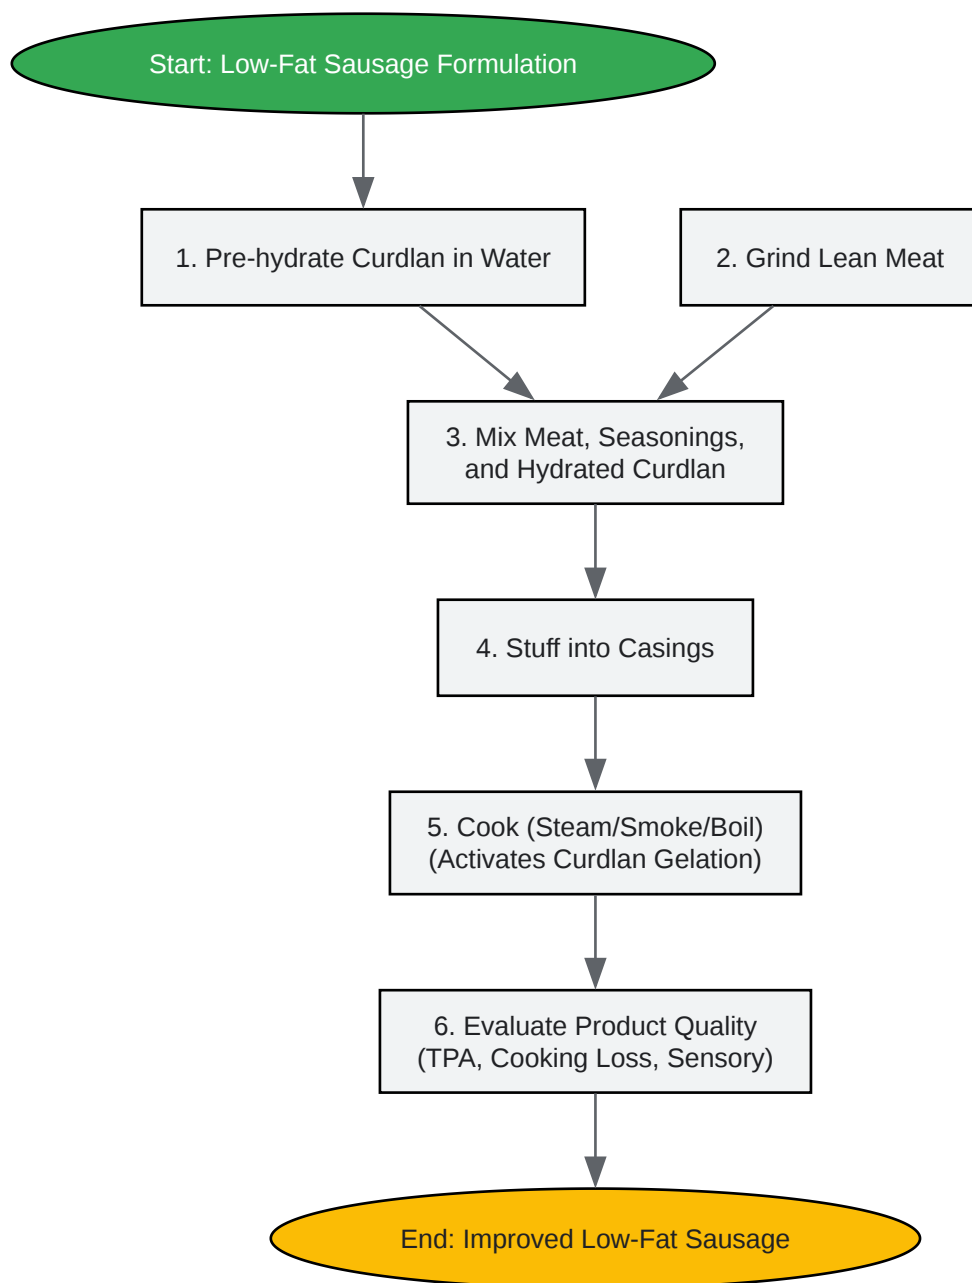 Start: Low-Fat Sausage Formulation
1. Pre-hydrate Curdlan in Water
2. Grind Lean Meat
3. Mix Meat, Seasonings,
and Hydrated Curdlan
4. Stuff into Casings
5. Cook (Steam/Smoke/Boil)
(Activates Curdlan Gelation)
6. Evaluate Product Quality
(TPA, Cooking Loss, Sensory)
End: Improved Low-Fat Sausage